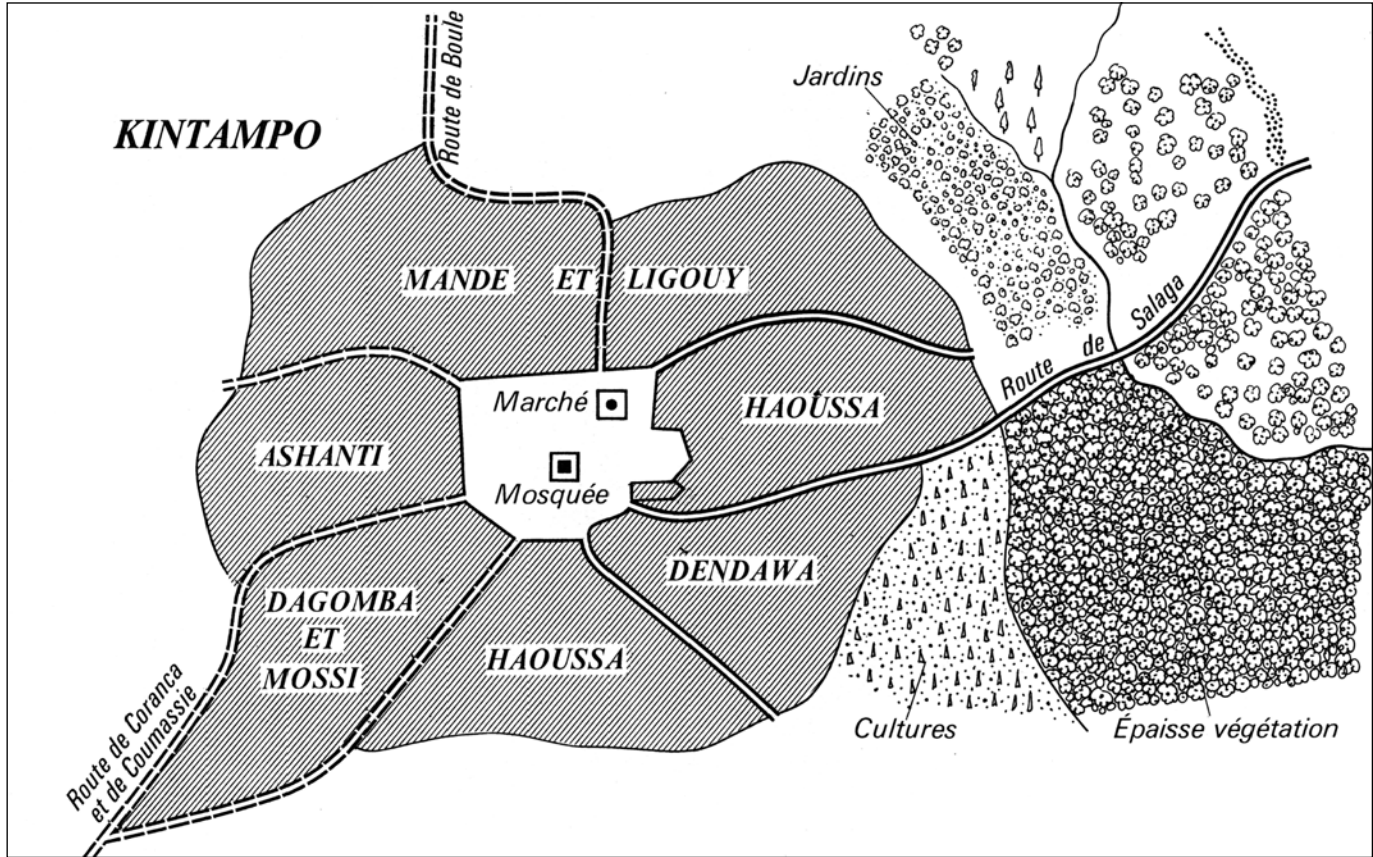 KINTAMPO
Route de Boule
Jardins
MANDE ET LIGOUY
Route de Salaga
Marché
HAOÛSSA
ASHANTI
Mosquée
DENDAWA
DAGOMBA
ET
MOSSI
HAOUSSA
Route de Coranca
et de Coumassie
Cultures
Épaisse végétation